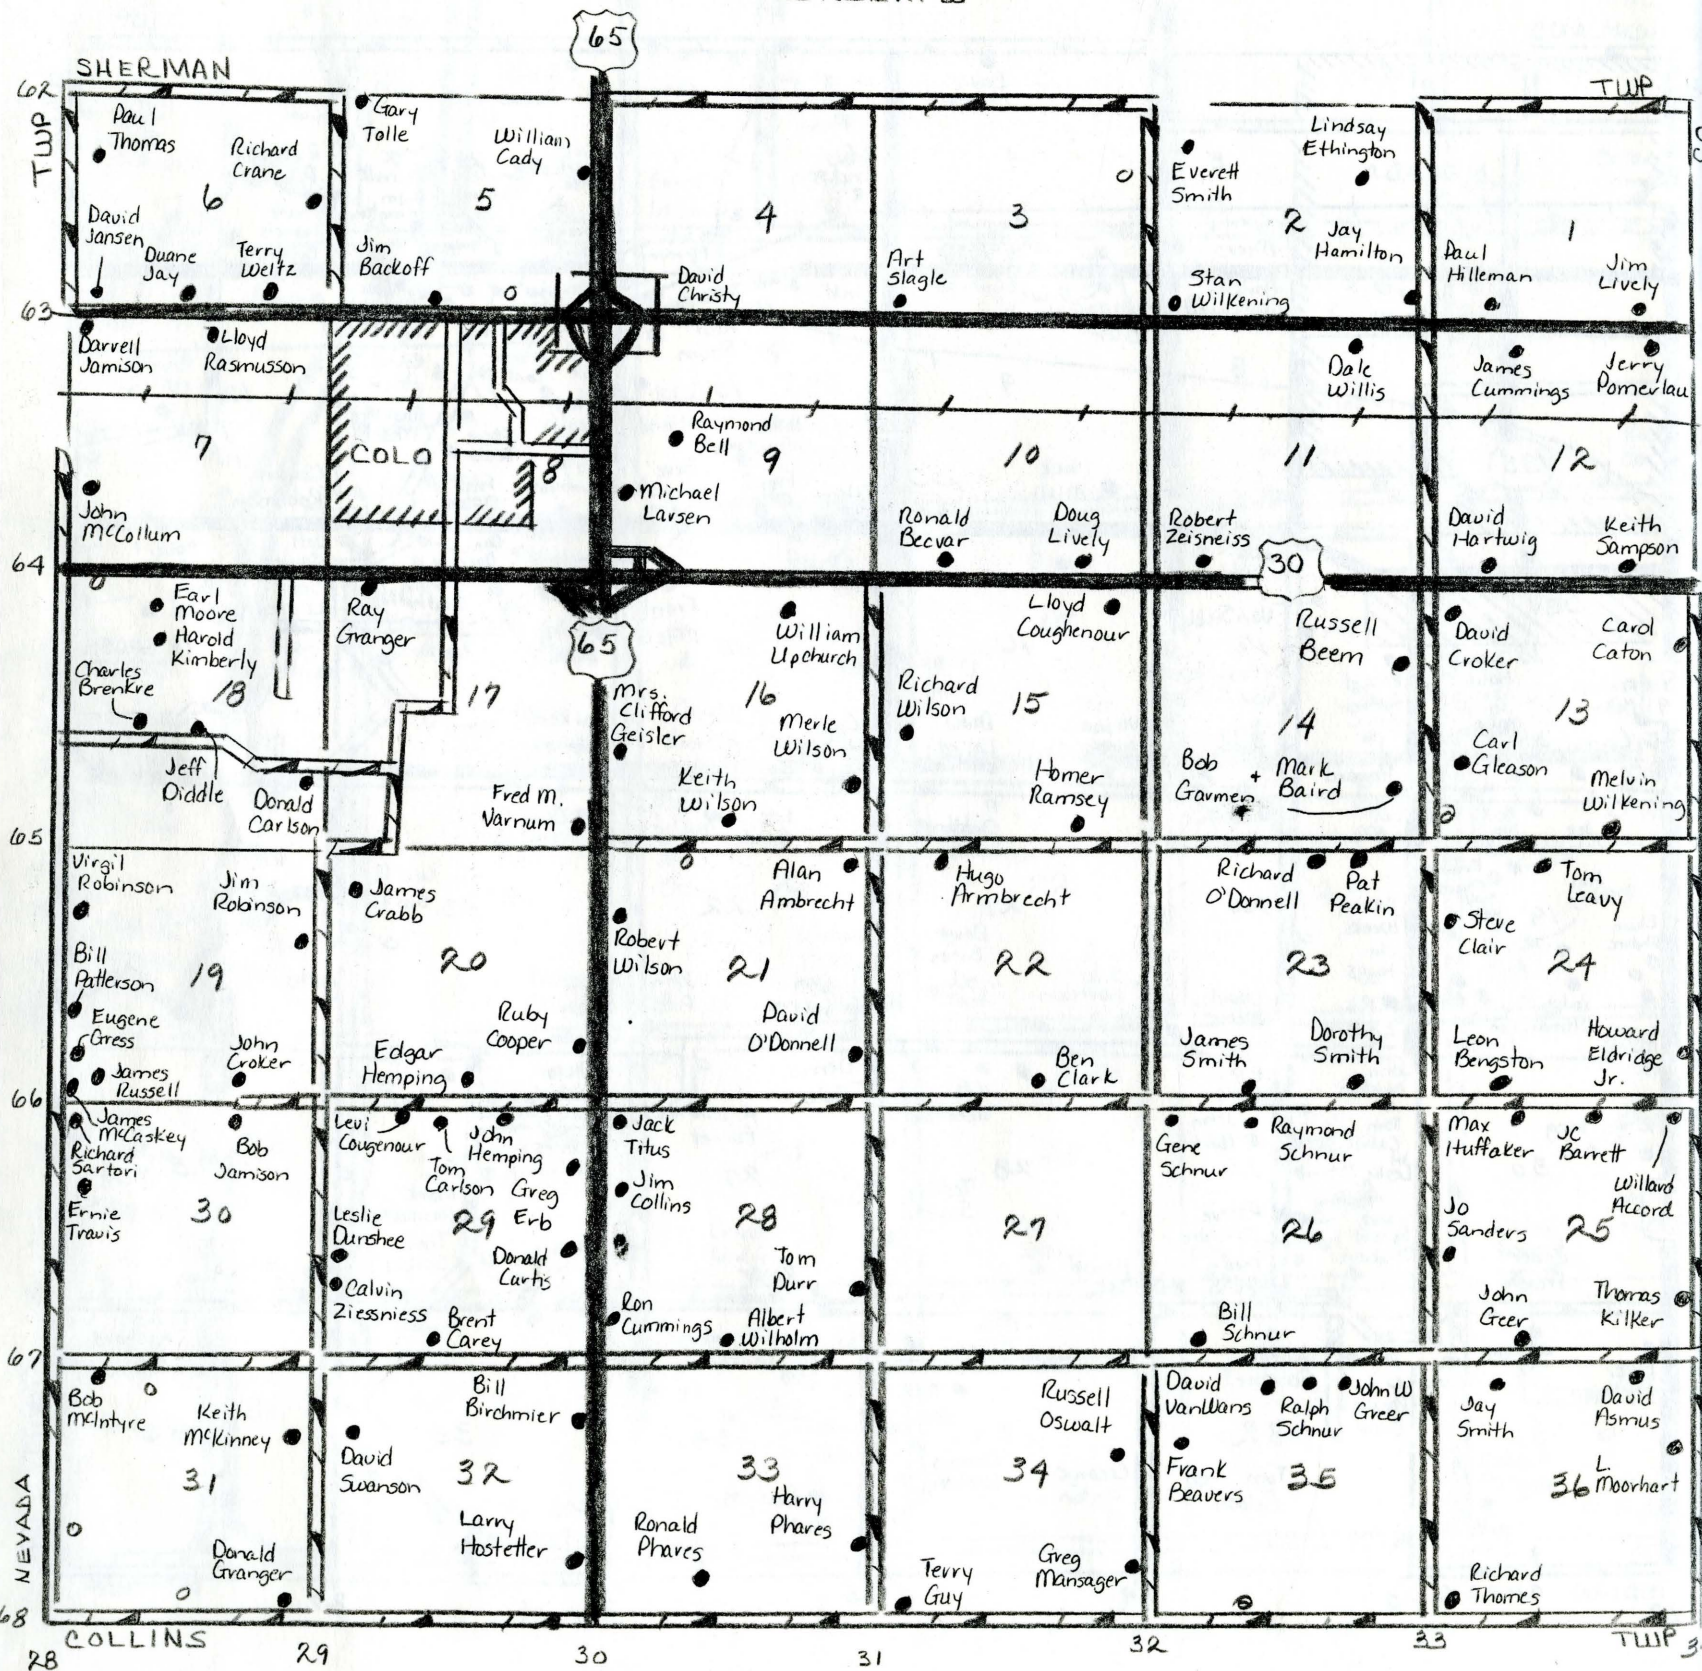 65
SHERMAN
TWP
62
TWP
Paul
Thomas
Richard
Crane
6
David
Jansen
Duane
Jay
Terry
Weltz
Gary
Tolle
William
Cady
5
Jim
Backoff
4
David
Christy
3
Art
Slagle
Lindsay
Ethington
Everett
Smith
2
Jay
Hamilton
Stan
Wilkening
1
Paul
Hilleman
Jim
Lively
63
Darrell
Jamison
Lloyd
Rasmusson
7
John
McCollum
COLO
8
Raymond
Bell
9
Michael
Larsen
10
Ronald
Becvar
Doug
Lively
Dale
Willis
11
Robert
Zeisneiss
James
Cummings
Jerry
Pomerlau
12
David
Hartwig
Keith
Sampson
64
30
65
Earl
Moore
Harold
Kimberly
Charles
Brenkre
18
Jeff
Diddle
Donald
Carlson
Ray
Granger
17
Fred M.
Varnum
William
Upchurch
Mrs.
Clifford
Geisler
16
Merle
Wilson
Keith
Wilson
Lloyd
Coughenour
Richard
Wilson
15
Homer
Ramsey
Russell
Beem
14
Bob
Garmen
+ Mark
Baird
David
Croker
Carol
Caton
13
Carl
Gleason
Melvin
Wilkening
65
Virgil
Robinson
Jim
Robinson
Bill
Patterson
19
Eugene
Gress
John
Croker
James
Russell
James
Crabb
20
Ruby
Cooper
Edgar
Hemping
Alan
Ambrecht
Robert
Wilson
21
David
O'Donnell
Hugo
Armbrecht
22
Ben
Clark
Richard
O'Donnell
Pat
Peakin
23
James
Smith
Dorothy
Smith
Tom
Leavy
Steve
Clair
24
Leon
Bengston
Howard
Eldridge
Jr.
66
James
McCaskey
Richard
Sartori
Bob
Jamison
Ernie
Travis
30
Levi
Cougenour
John
Hemping
Tom
Carlson
Greg
Erb
Leslie
Dunshee
29
Donald
Curtis
Calvin
Ziessniess
Brent
Carey
Jack
Titus
Jim
Collins
28
Tom
Durr
Ron
Cummings
Albert
Wilholm
27
Gene
Schnur
Raymond
Schnur
26
Bill
Schnur
Max
Huffaker
JC
Barrett
Willard
Accord
Jo
Sanders
25
John
Geer
Thomas
Kilker
67
Bob
McIntyre
Keith
McKinney
31
Donald
Granger
Bill
Birchmier
David
Swanson
32
Larry
Hostetter
33
Harry
Phares
Ronald
Phares
Russell
Oswalt
34
Terry
Guy
Greg
Mansager
David
VanWans
Ralph
Schnur
John W
Greer
Frank
Beavers
35
Jay
Smith
David
Asmus
36
L.
Moorhart
Richard
Thomes
NEVADA
68
COLLINS
TWP
28
29
30
31
32
33